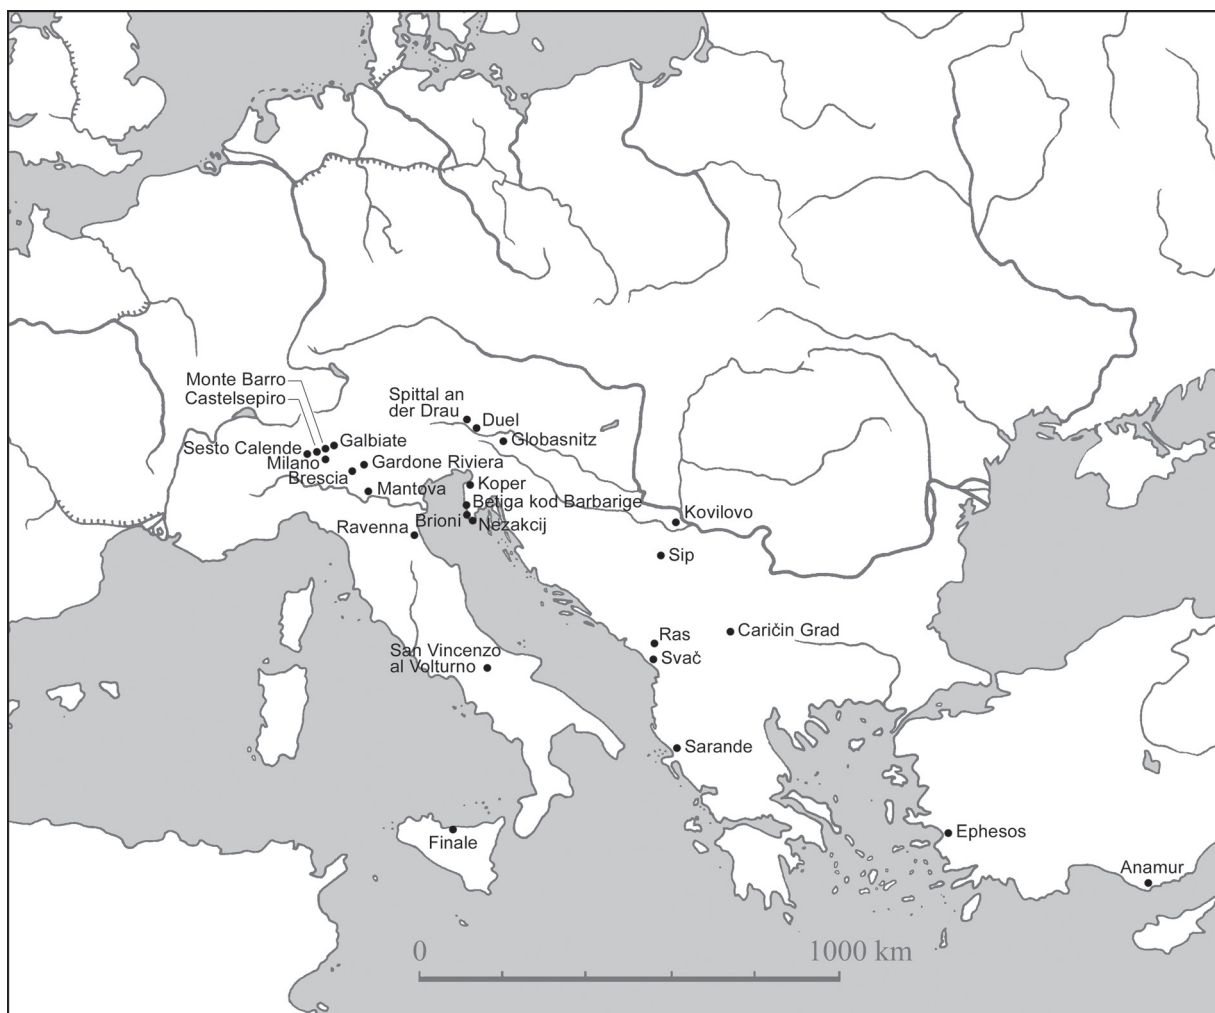 Monte Barro
Castelsepiro
Spittal an
der Drau
Duel
Globasnitz
Sesto Calende
Galbiate
Milano
Gardone Riviera
Brescia
Mantova
Koper
Betiga kod Barbarige
Ravenna
Brioni
Nezakcij
Kovilovo
Sip
Ras
Caričin Grad
Svač
San Vincenzo
al Volturno
Sarande
Finale
Ephesos
Anamur
0
1000 km